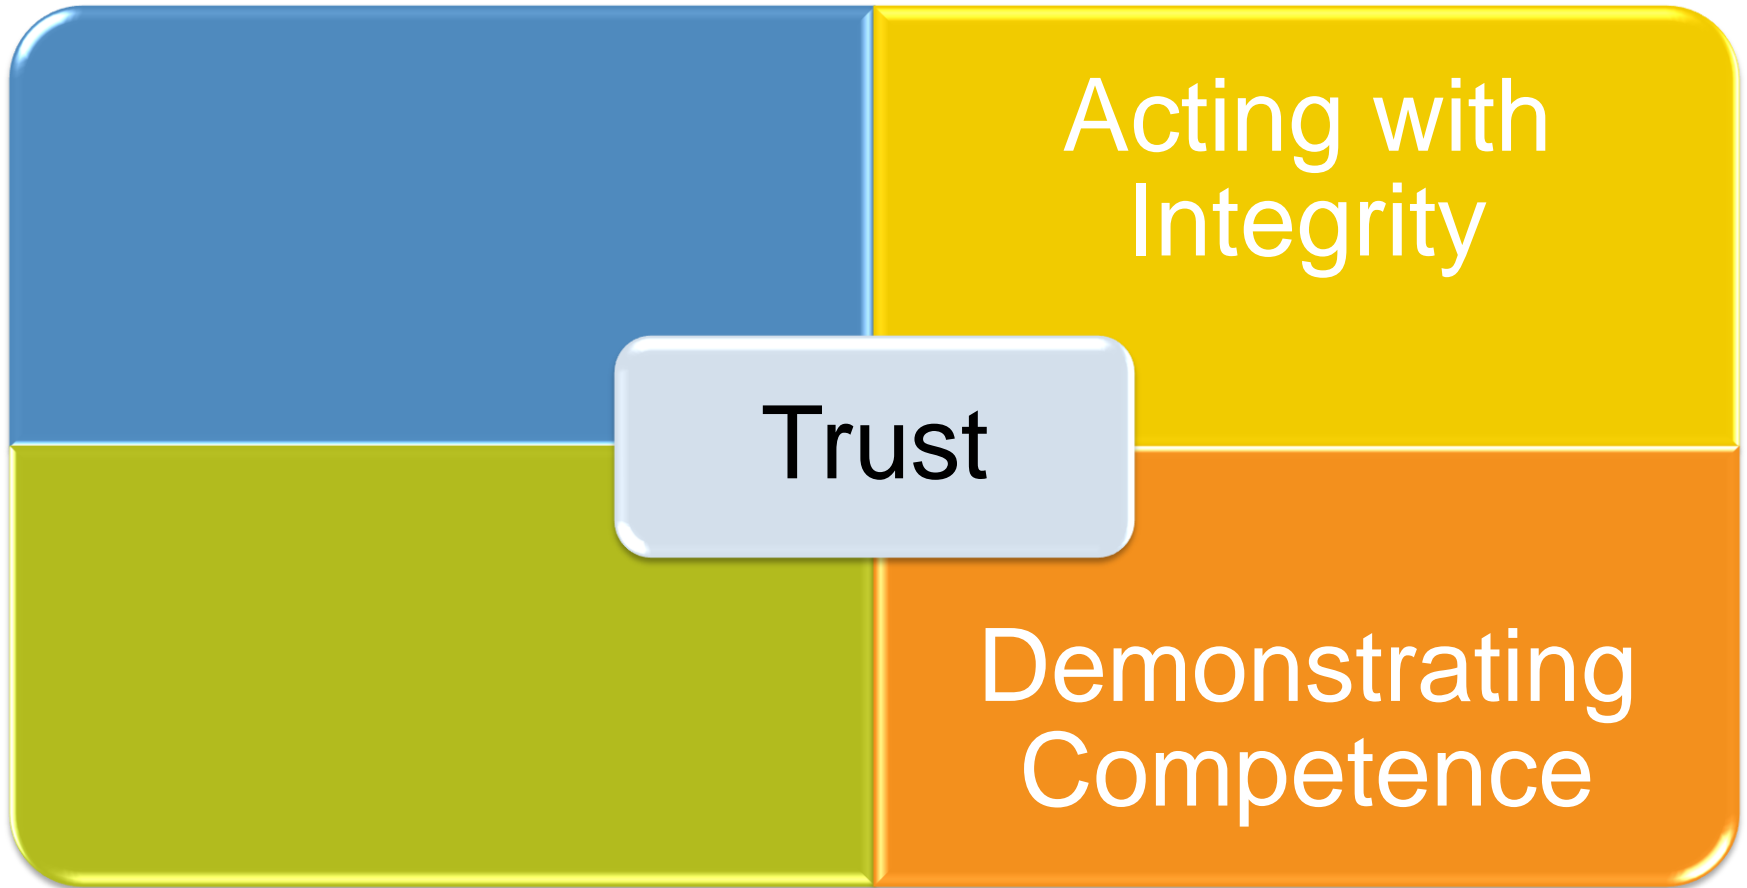 Acting with
Integrity
Trust
Demonstrating
Competence